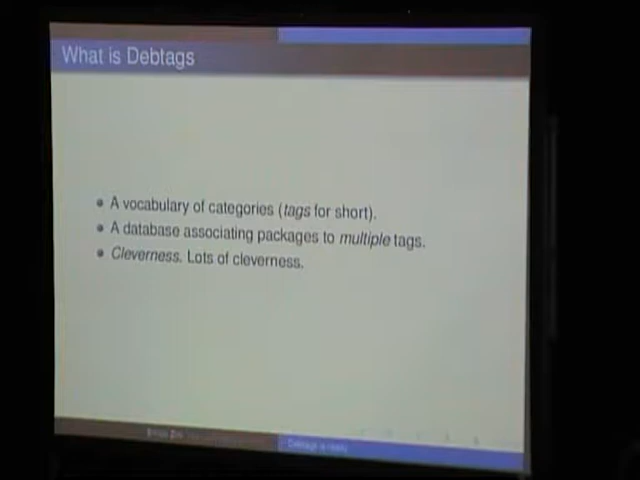 What is Debtags
A vocabulary of categories (tags for short).
A database associating packages to multiple tags.
Cleverness. Lots of cleverness.